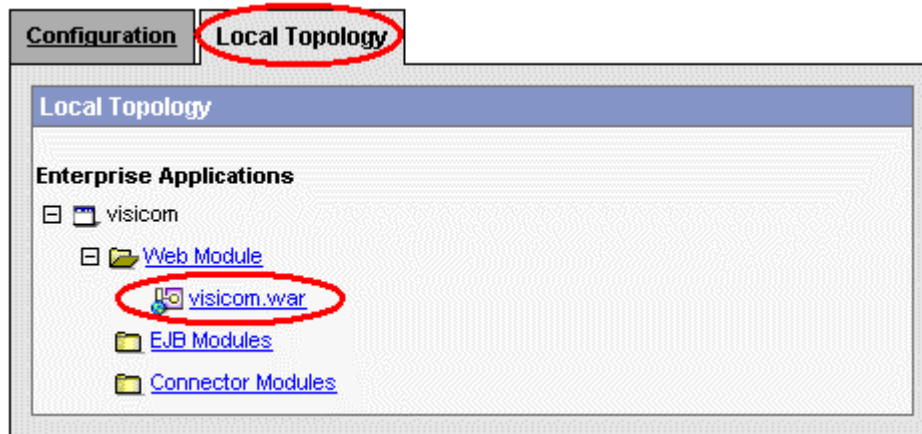 Configuration Local Topology
Local Topology
Enterprise Applications
visicom
Web Module
visicom.war
EJB Modules
Connector Modules